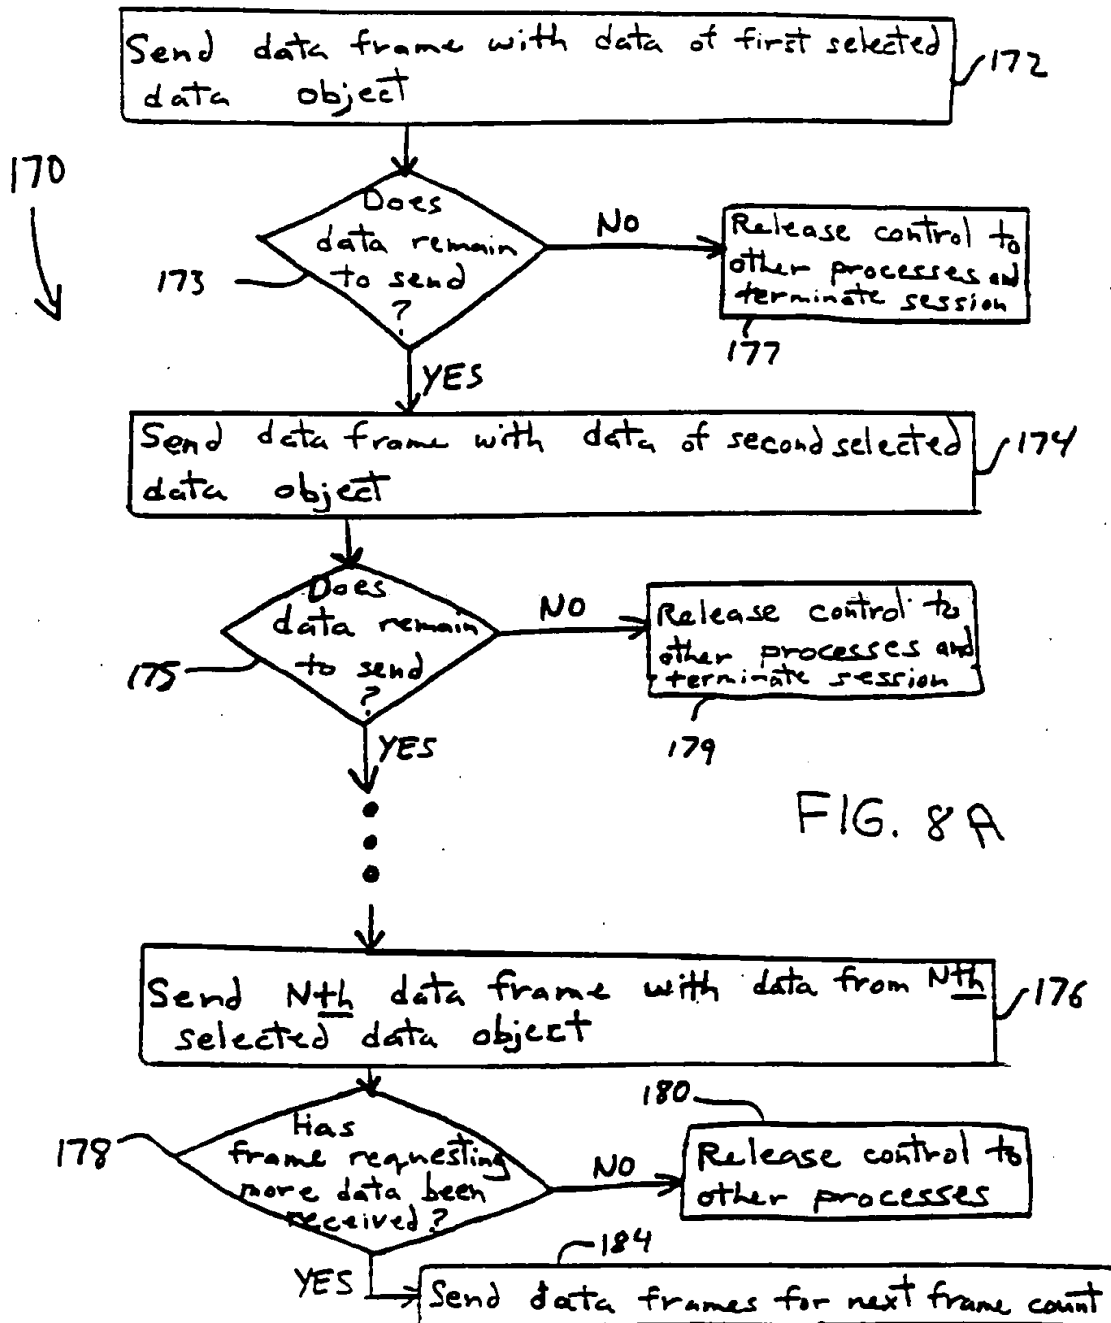 Send data frame with data of first selected
data object
172
170
Does
data remain
to send
?
173
NO
Release control to
other processes and
terminate session
177
YES
Send data frame with data of second selected
data object
174
Does
data remain
to send
?
175
NO
Release control to
other processes and
terminate session
179
YES
FIG. 8A
Send Nth data frame with data from Nth
selected data object
176
Has
frame requesting
more data been
received?
178
NO
180
Release control to
other processes
YES
184
Send data frames for next frame count